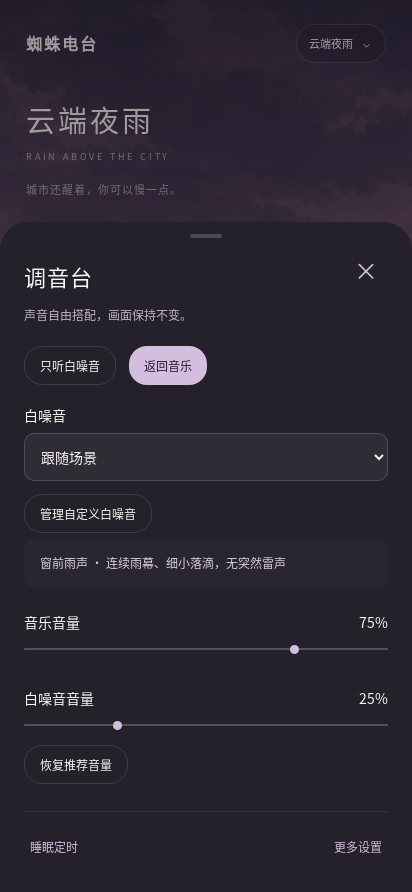 蜘蛛电台
云端夜雨
云端夜雨
RAIN ABOVE THE CITY
城市还醒着，你可以慢一点。
调音台
声音自由搭配，画面保持不变。
只听白噪音
返回音乐
白噪音
跟随场景
管理自定义白噪音
窗前雨声 · 连续雨幕、细小落滴，无突然雷声
音乐音量
75%
白噪音音量
25%
恢复推荐音量
睡眠定时
更多设置